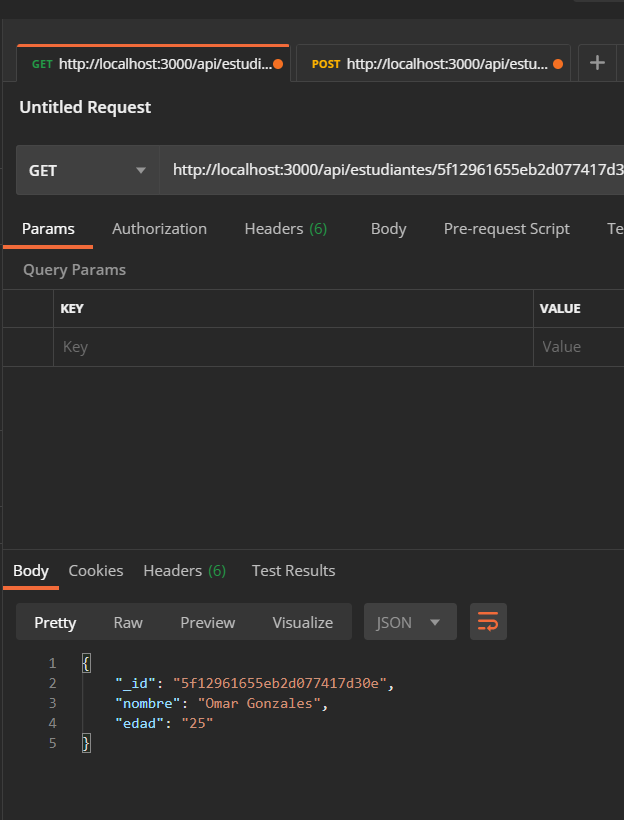 GET http://localhost:3000/api/estudi... POST http://localhost:3000/api/estu... +
Untitled Request
GET http://localhost:3000/api/estudiantes/5f12961655eb2d077417d3
Params Authorization Headers (6) Body Pre-request Script Te
Query Params
KEY VALUE
Key Value
Body Cookies Headers (6) Test Results
Pretty Raw Preview Visualize JSON
1 {
2 "_id": "5f12961655eb2d077417d30e",
3 "nombre": "Omar Gonzales",
4 "edad": "25"
5 }